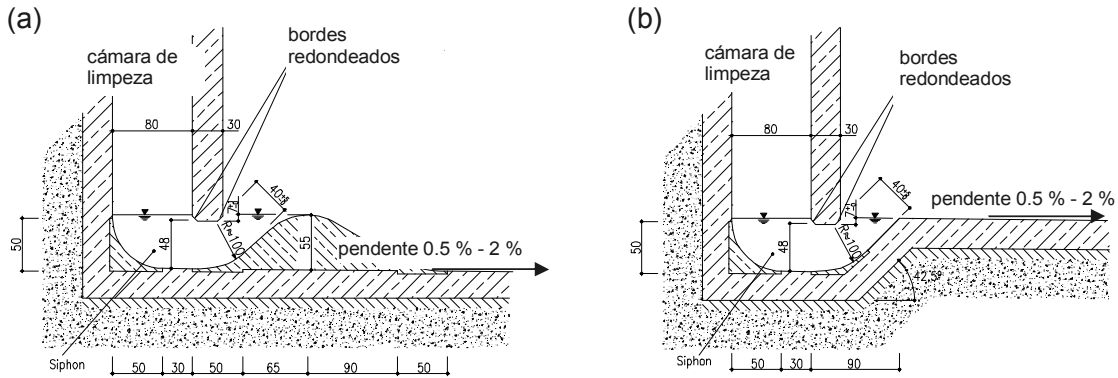 (a)
cámara de
limpeza
bordes
redondeados
80
30
40±5
50
48
R≈100
55
pendente 0.5 % - 2 %
Siphon
50 30 50 65 90 50
(b)
cámara de
limpeza
bordes
redondeados
80
30
40±5
pendente 0.5 % - 2 %
50
48
R≈100
42.5°
Siphon
50 30 90